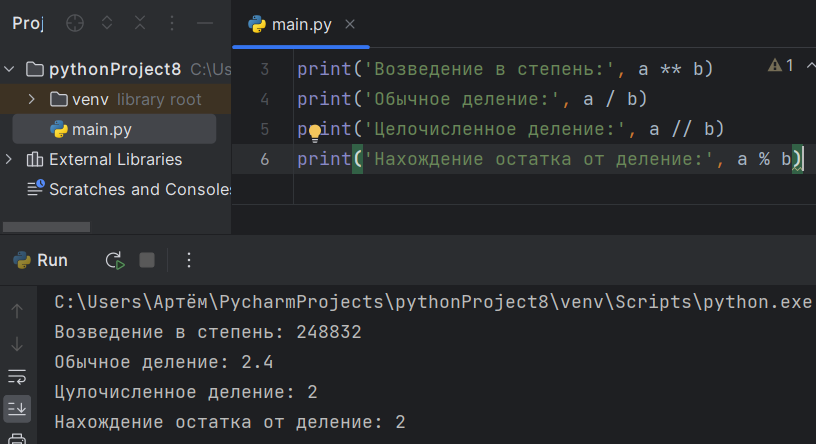 Proj
main.py
pythonProject8 C:\Us
venv library root
main.py
External Libraries
Scratches and Consoles
1
3 print('Возведение в степень:', a ** b)
4 print('Обычное деление:', a / b)
5 print('Целочисленное деление:', a // b)
6 print('Нахождение остатка от деление:', a % b)
Run
C:\Users\Артём\PycharmProjects\pythonProject8\venv\Scripts\python.exe
Возведение в степень: 248832
Обычное деление: 2.4
Цулочисленное деление: 2
Нахождение остатка от деление: 2